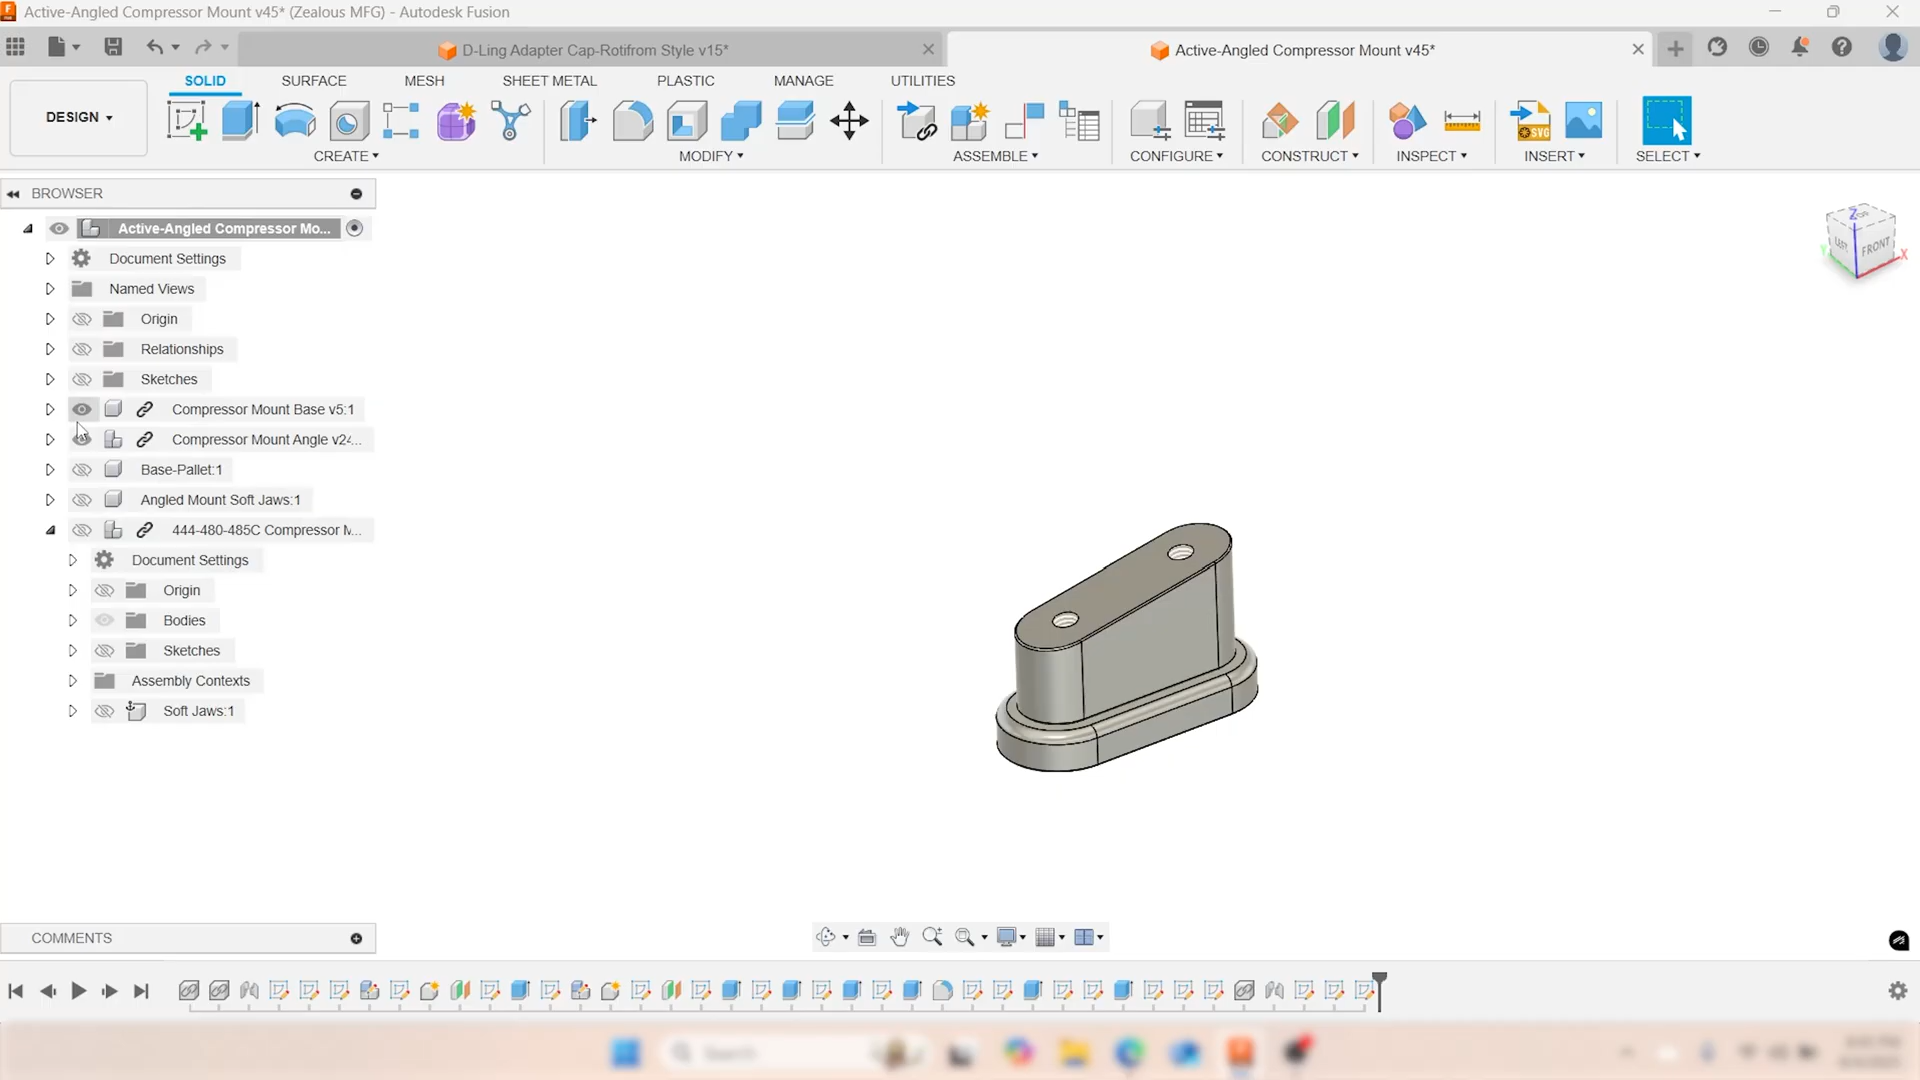 Active-Angled Compressor Mount v45* (Zealous MFG) - Autodesk Fusion
D-Ling Adapter Cap-Rotifrom Style v15*
Active-Angled Compressor Mount v45*
SOLID SURFACE MESH SHEET METAL PLASTIC MANAGE UTILITIES
DESIGN
SVG
CREATE MODIFY ASSEMBLE CONFIGURE CONSTRUCT INSPECT INSERT SELECT
BROWSER
Active-Angled Compressor Mo...
Document Settings
Named Views
Origin
Relationships
Sketches
Compressor Mount Base v5:1
Compressor Mount Angle v24...
Base-Pallet:1
Angled Mount Soft Jaws:1
444-480-485C Compressor M...
Document Settings
Origin
Bodies
Sketches
Assembly Contexts
Soft Jaws:1
Z
LEFT FRONT
Y X
COMMENTS
Search